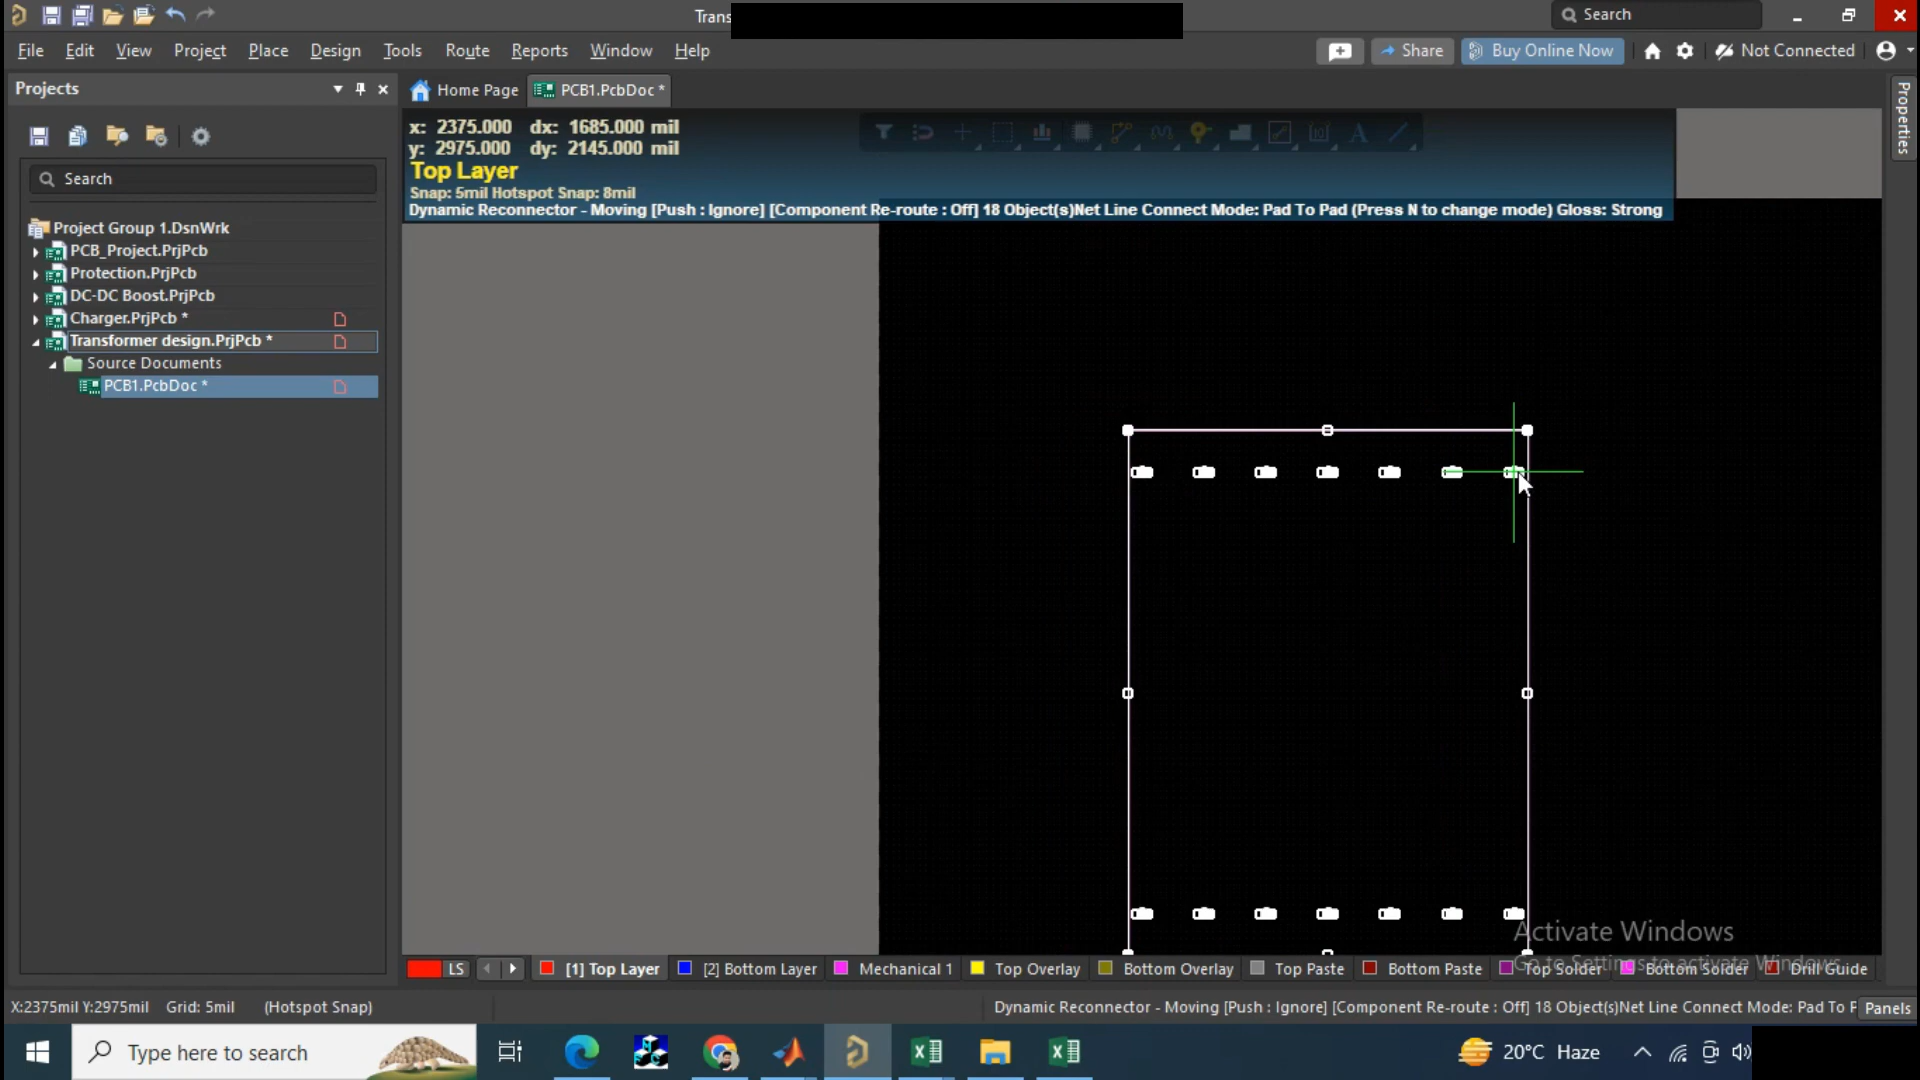 Trans
Search
File Edit View Project Place Design Tools Route Reports Window Help
Share Buy Online Now Not Connected
Projects
Home Page PCB1.PcbDoc *
Properties
x: 2375.000 dx: 1685.000 mil
y: 2975.000 dy: 2145.000 mil
Top Layer
Snap: 5mil Hotspot Snap: 8mil
Dynamic Reconnector - Moving [Push : Ignore] [Component Re-route : Off] 18 Object(s)Net Line Connect Mode: Pad To Pad (Press N to change mode) Gloss: Strong
Search
Project Group 1.DsnWrk
PCB_Project.PrjPcb
Protection.PrjPcb
DC-DC Boost.PrjPcb
Charger.PrjPcb *
Transformer design.PrjPcb *
Source Documents
PCB1.PcbDoc *
Activate Windows
Go to Settings to activate Windows.
LS [1] Top Layer [2] Bottom Layer Mechanical 1 Top Overlay Bottom Overlay Top Paste Bottom Paste Top Solder Bottom Solder Drill Guide
X:2375mil Y:2975mil Grid: 5mil (Hotspot Snap) Dynamic Reconnector - Moving [Push : Ignore] [Component Re-route : Off] 18 Object(s)Net Line Connect Mode: Pad To P Panels
Type here to search 20°C Haze